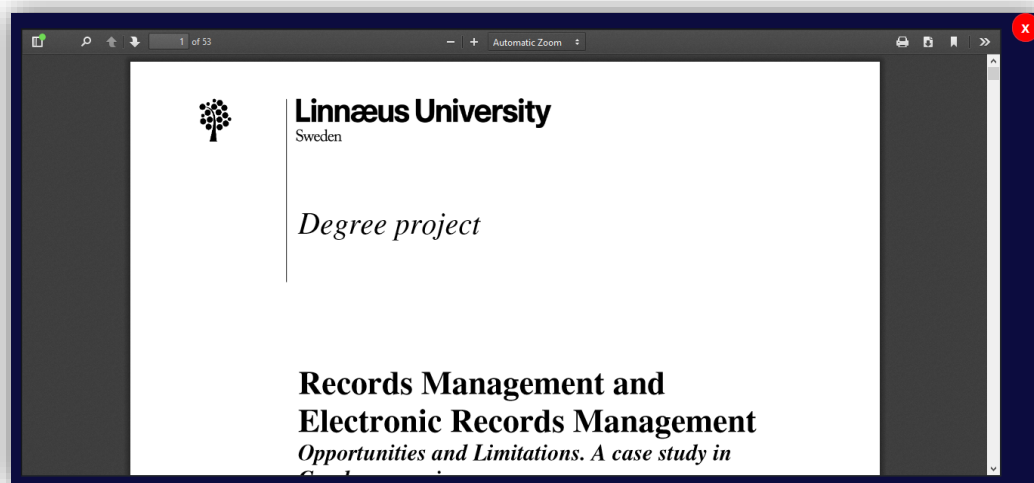 1 of 53
Automatic Zoom
X
Linnæus University
Sweden
Degree project
Records Management and
Electronic Records Management
Opportunities and Limitations. A case study in